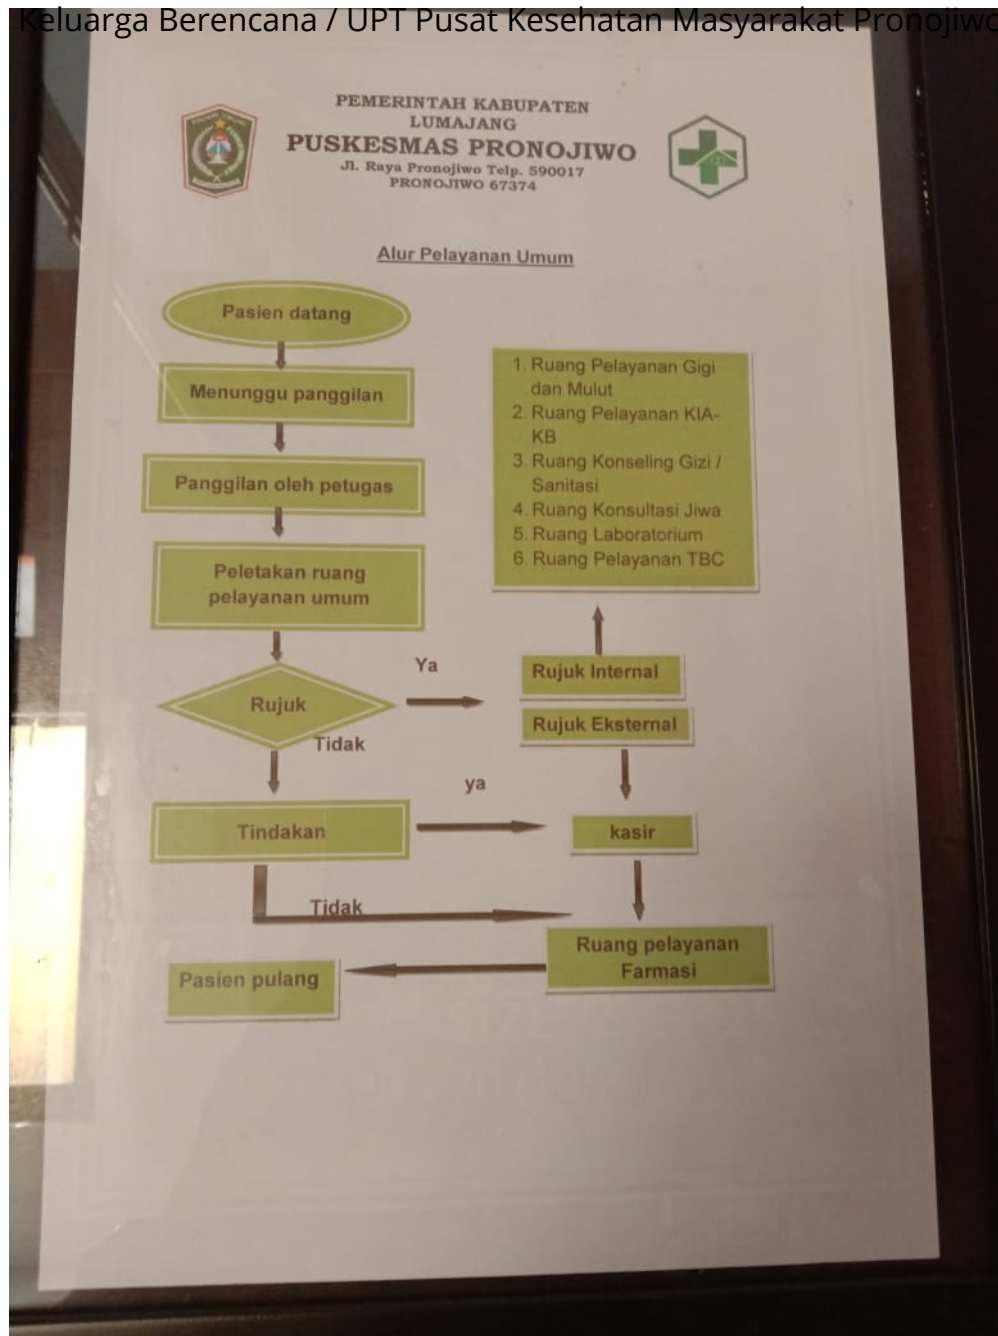 Keluarga Berencana / UPT Pusat Kesehatan Masyarakat Pronojiwo
PEMERINTAH KABUPATEN
LUMAJANG
PUSKESMAS PRONOJIWO
Jl. Raya Pronojiwo Telp. 590017
PRONOJIWO 67374
Alur Pelayanan Umum
Pasien datang
Menunggu panggilan
Panggilan oleh petugas
Peletakan ruang
pelayanan umum
1. Ruang Pelayanan Gigi
dan Mulut
2. Ruang Pelayanan KIA-
KB
3. Ruang Konseling Gizi /
Sanitasi
4. Ruang Konsultasi Jiwa
5. Ruang Laboratorium
6. Ruang Pelayanan TBC
Rujuk
Ya
Rujuk Internal
Rujuk Eksternal
Tidak
Tindakan
ya
kasir
Tidak
Ruang pelayanan
Farmasi
Pasien pulang